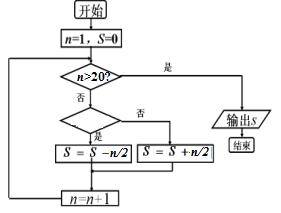 开始
n=1，S=0
n>20?
是
否
否
是
S = S -n/2
S = S +n/2
输出s
结束
n=n+1